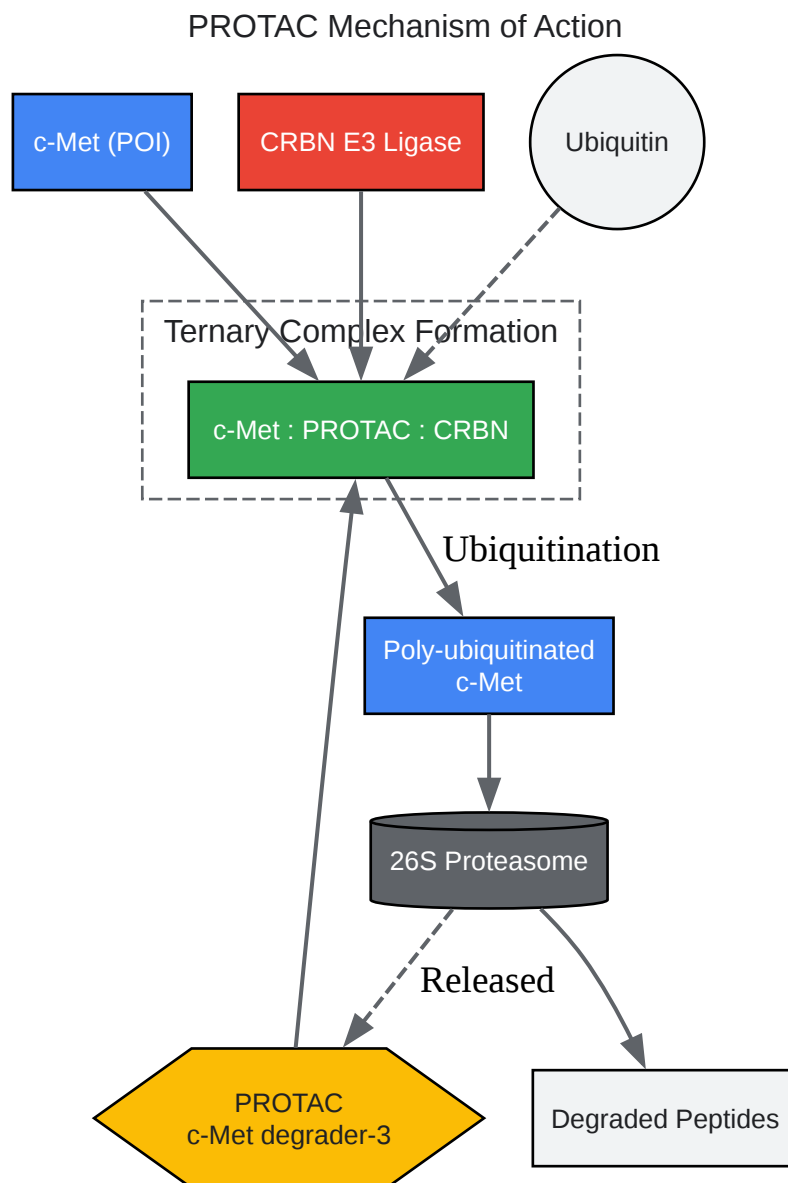 PROTAC Mechanism of Action
c-Met (POI)
CRBN E3 Ligase
Ubiquitin
Ternary Complex Formation
c-Met : PROTAC : CRBN
Ubiquitination
Poly-ubiquitinated
c-Met
26S Proteasome
Released
PROTAC
c-Met degrader-3
Degraded Peptides